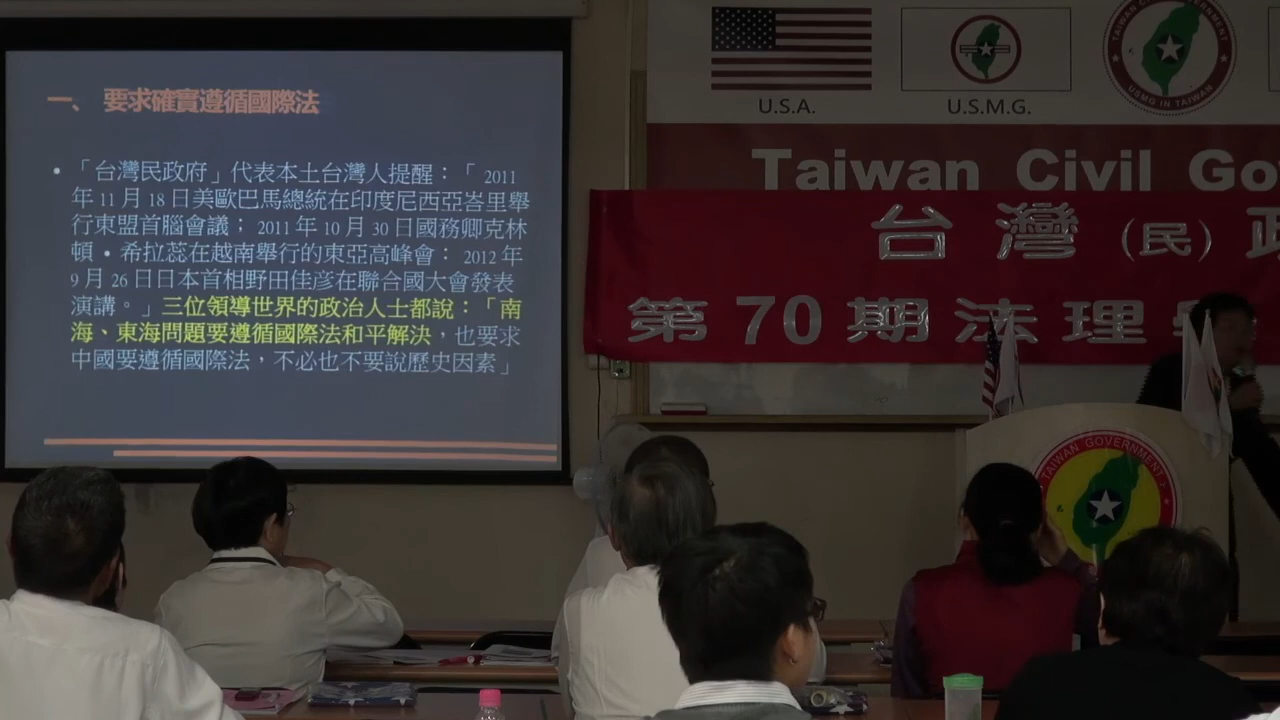 一、 要求確實遵循國際法
• 「台灣民政府」代表本土台灣人提醒：「 2011
年 11 月 18 日美歐巴馬總統在印度尼西亞峇里舉
行東盟首腦會議； 2011 年 10 月 30 日國務卿克林
頓 • 希拉蕊在越南舉行的東亞高峰會： 2012 年
9 月 26 日日本首相野田佳彥在聯合國大會發表
演講。」三位領導世界的政治人士都說：「南
海、東海問題要遵循國際法和平解決，也要求
中國要遵循國際法，不必也不要說歷史因素」
U.S.A.
U.S.M.G.
USMG IN TAIWAN
Taiwan Civil Go
台灣（民）政
第70期法理
TAIWAN GOVERNMENT